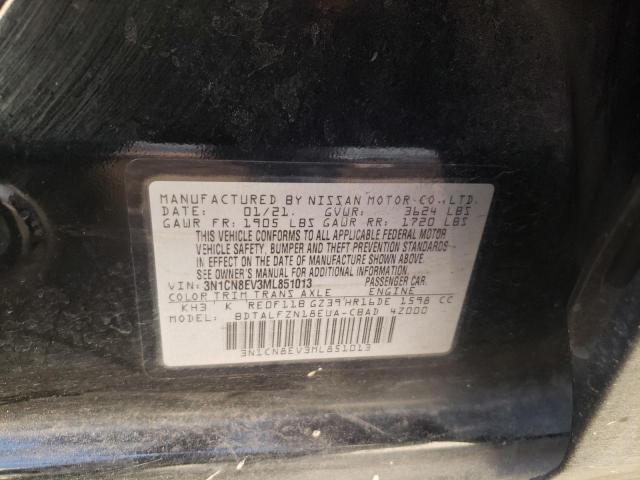 MANUFACTURED BY NISSAN MOTOR CO., LTD.
DATE: 01/21. GVWR: 3624 LBS
GAWR FR: 1905 LBS GAWR RR: 1720 LBS
THIS VEHICLE CONFORMS TO ALL APPLICABLE FEDERAL MOTOR
VEHICLE SAFETY, BUMPER AND THEFT PREVENTION STANDARDS
IN EFFECT ON THE DATE OF MANUFACTURE SHOWN ABOVE.
SEE OWNER'S MANUAL FOR ADDITIONAL INFORMATION.
VIN: 3N1CN8EV3ML851013 PASSENGER CAR.
COLOR TRIM TRANS AXLE ENGINE
KH3 K RE0F11B GZ39 HR16DE 1598 CC
MODEL: BDTALFZN18EUA-CBAD 4Z000
3N1CN8EV3ML851013